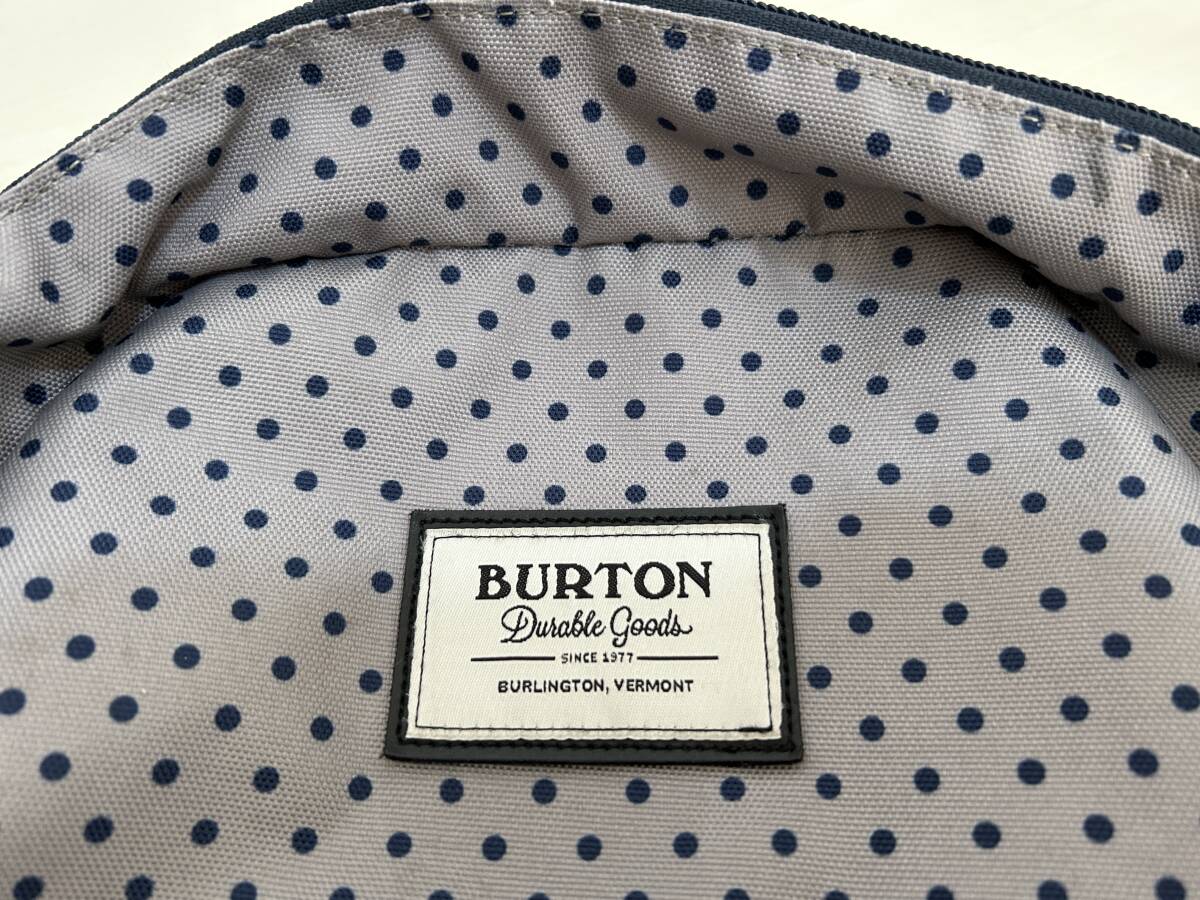 BURTON
Durable Goods
SINCE 1977
BURLINGTON, VERMONT